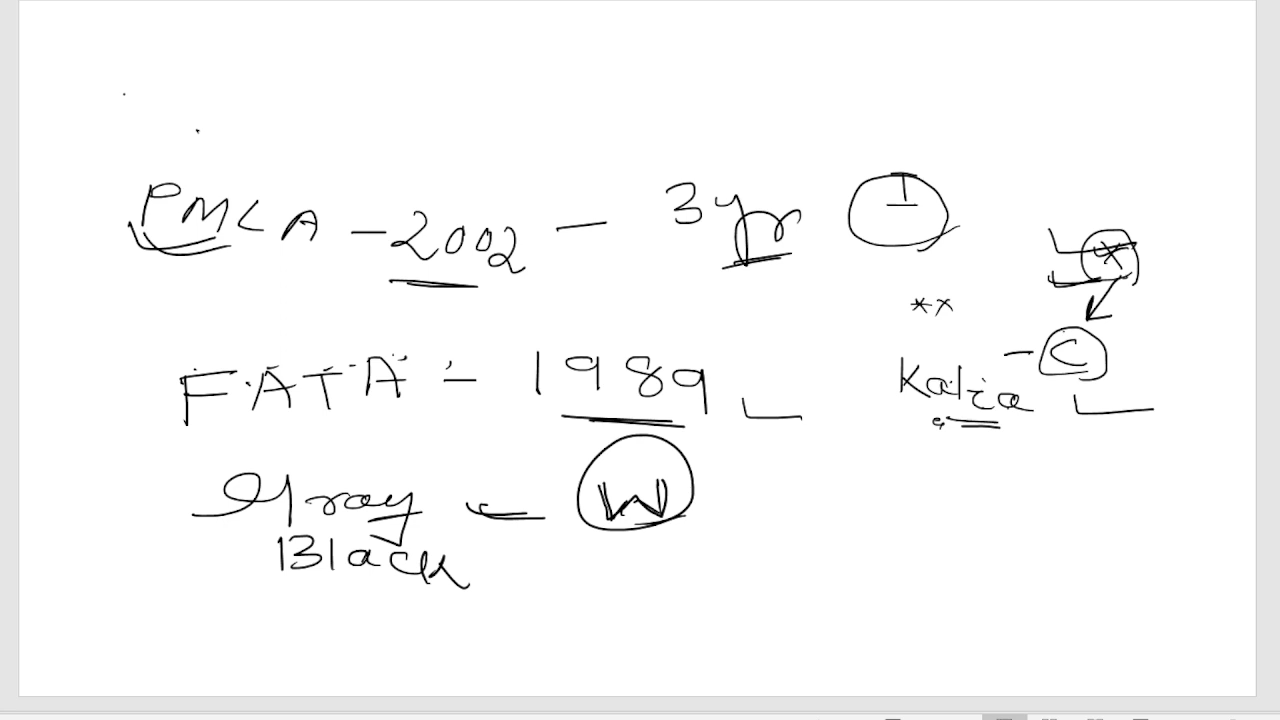 PMLA - 2002 - 3yr I
x
**
FATA - 1989
Kalia - C
Gray - W
Black